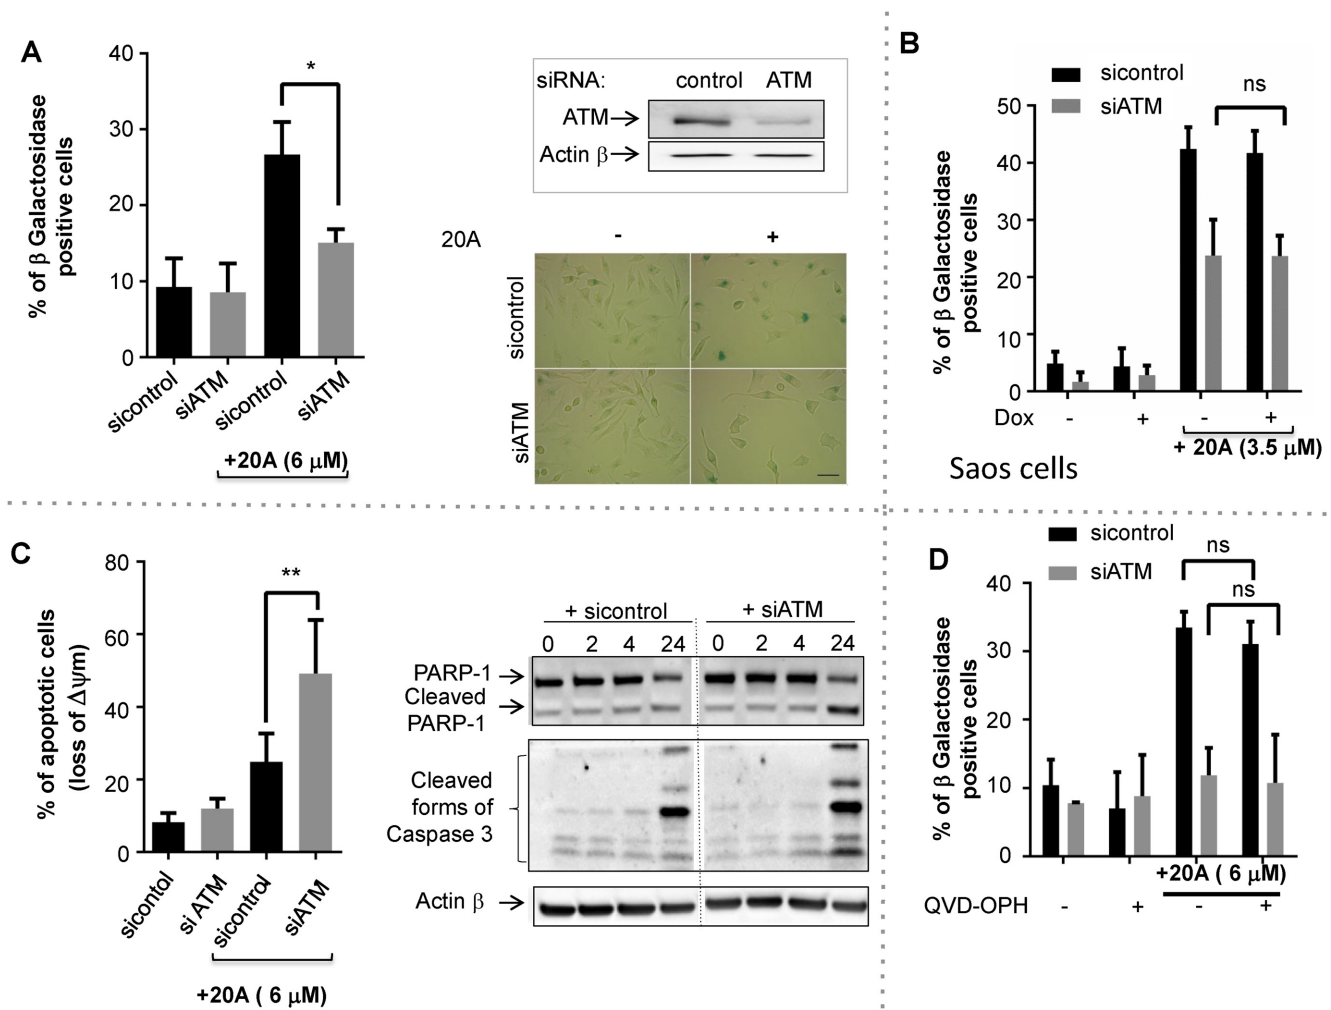 A
40
30
20
10
0
% of β Galactosidase
positive cells
*
sicontrol
siATM
sicontrol
siATM
+20A (6 μM)
siRNA: control ATM
ATM
Actin β
20A - +
sicontrol
siATM
B
sicontrol
siATM
ns
50
40
30
20
10
0
% of β Galactosidase
positive cells
Dox - + - +
+ 20A (3.5 μM)
Saos cells
C
80
60
40
20
0
% of apoptotic cells
(loss of Δψm)
**
sicontol
si ATM
sicontrol
siATM
+20A ( 6 μM)
+ sicontrol + siATM
0 2 4 24 0 2 4 24
PARP-1
Cleaved
PARP-1
Cleaved
forms of
Caspase 3
Actin β
D
sicontrol
siATM
ns
ns
40
30
20
10
0
% of β Galactosidase
positive cells
+20A ( 6 μM)
QVD-OPH - + - +